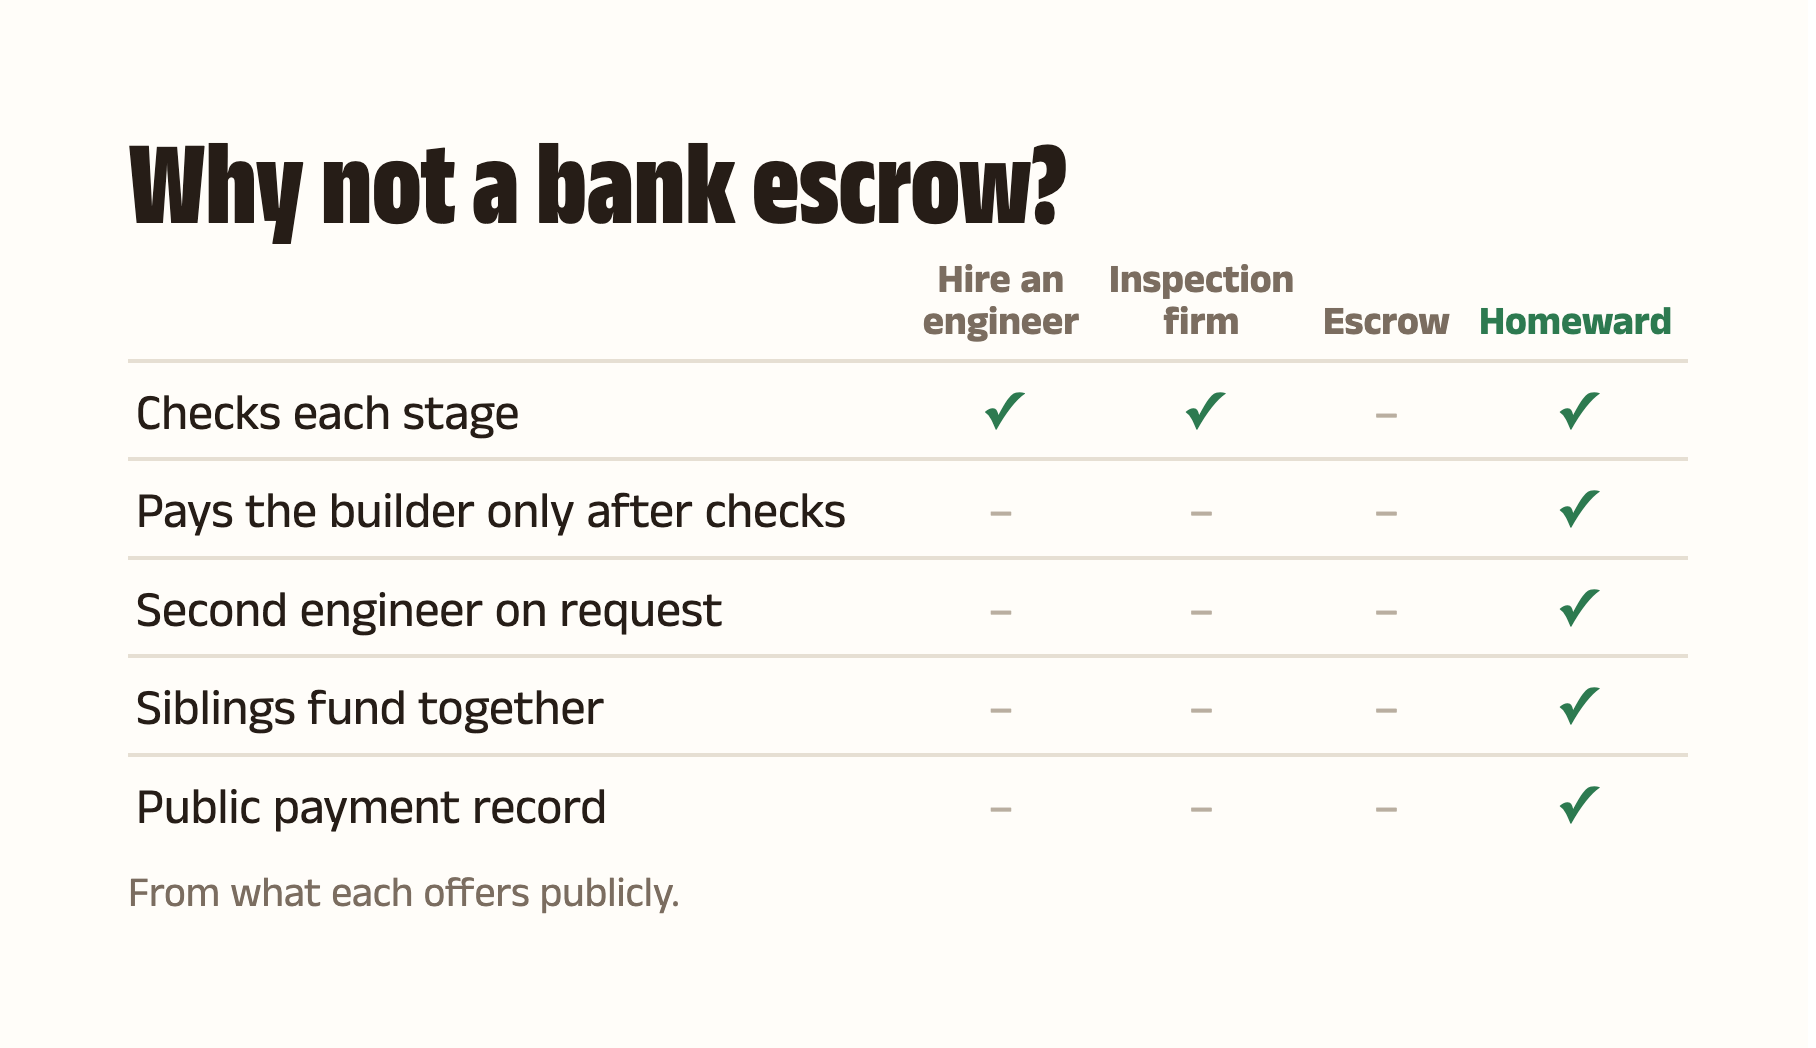 Why not a bank escrow?
Hire an engineer Inspection firm Escrow Homeward
Checks each stage ✓ ✓ – ✓
Pays the builder only after checks – – – ✓
Second engineer on request – – – ✓
Siblings fund together – – – ✓
Public payment record – – – ✓
From what each offers publicly.